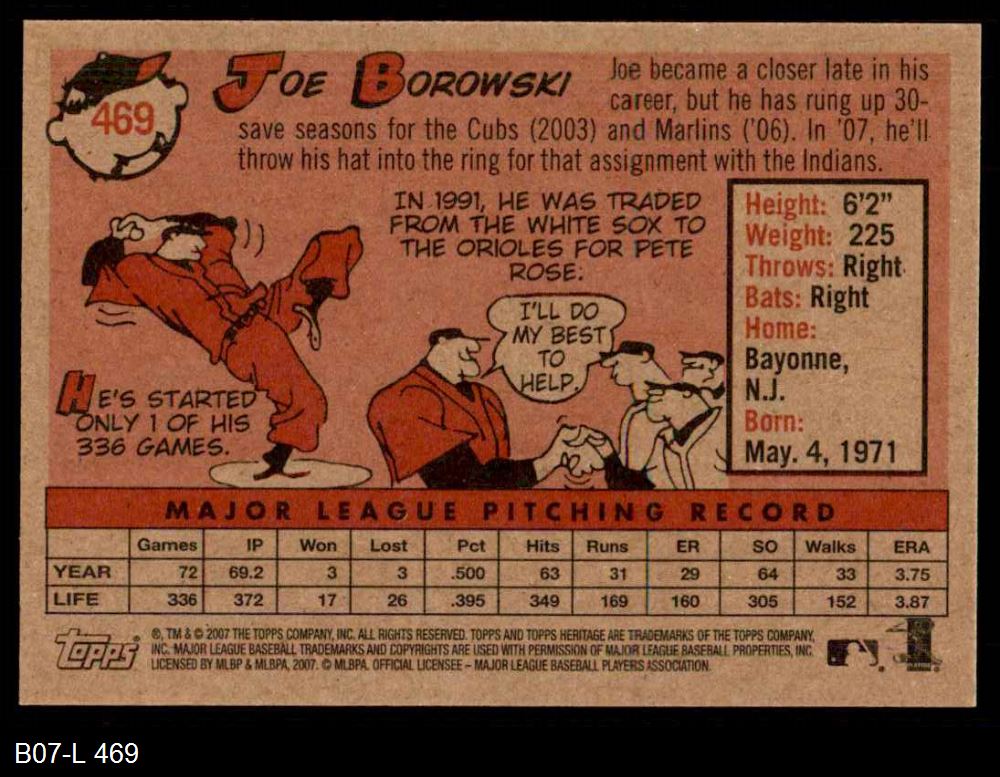 469
JOE BOROWSKI
Joe became a closer late in his
career, but he has rung up 30-
save seasons for the Cubs (2003) and Marlins ('06). In '07, he'll
throw his hat into the ring for that assignment with the Indians.
IN 1991, HE WAS TRADED
FROM THE WHITE SOX TO
THE ORIOLES FOR PETE
ROSE.
I'LL DO
MY BEST
TO
HELP.
HE'S STARTED
ONLY 1 OF HIS
336 GAMES.
Height: 6'2"
Weight: 225
Throws: Right
Bats: Right
Home:
Bayonne,
N.J.
Born:
May. 4, 1971
MAJOR LEAGUE PITCHING RECORD
Games IP Won Lost Pct Hits Runs ER SO Walks ERA
YEAR 72 69.2 3 3 .500 63 31 29 64 33 3.75
LIFE 336 372 17 26 .395 349 169 160 305 152 3.87
Topps
®, TM & © 2007 THE TOPPS COMPANY, INC. ALL RIGHTS RESERVED. TOPPS AND TOPPS HERITAGE ARE TRADEMARKS OF THE TOPPS COMPANY,
INC. MAJOR LEAGUE BASEBALL TRADEMARKS AND COPYRIGHTS ARE USED WITH PERMISSION OF MAJOR LEAGUE BASEBALL PROPERTIES, INC.
LICENSED BY MLBP & MLBPA, 2007. © MLBPA. OFFICIAL LICENSEE – MAJOR LEAGUE BASEBALL PLAYERS ASSOCIATION.
B07-L 469